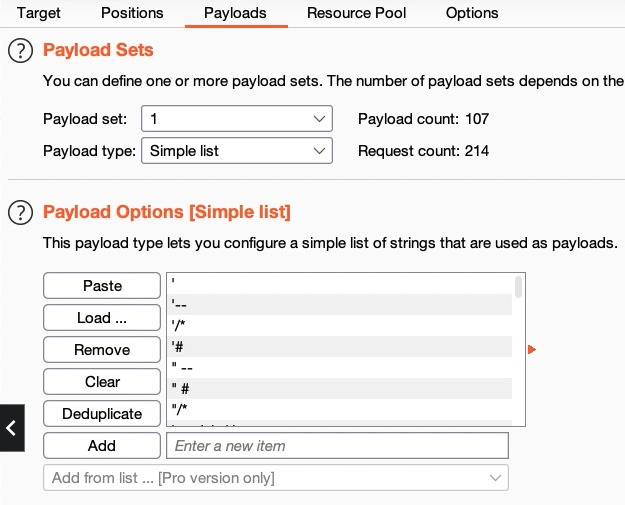 Target Positions Payloads Resource Pool Options
Payload Sets
You can define one or more payload sets. The number of payload sets depends on the
Payload set: 1 Payload count: 107
Payload type: Simple list Request count: 214
Payload Options [Simple list]
This payload type lets you configure a simple list of strings that are used as payloads.
Paste
Load ...
Remove
Clear
Deduplicate
'
'--
'/*
'#
" --
" #
"/*
Add Enter a new item
Add from list ... [Pro version only]